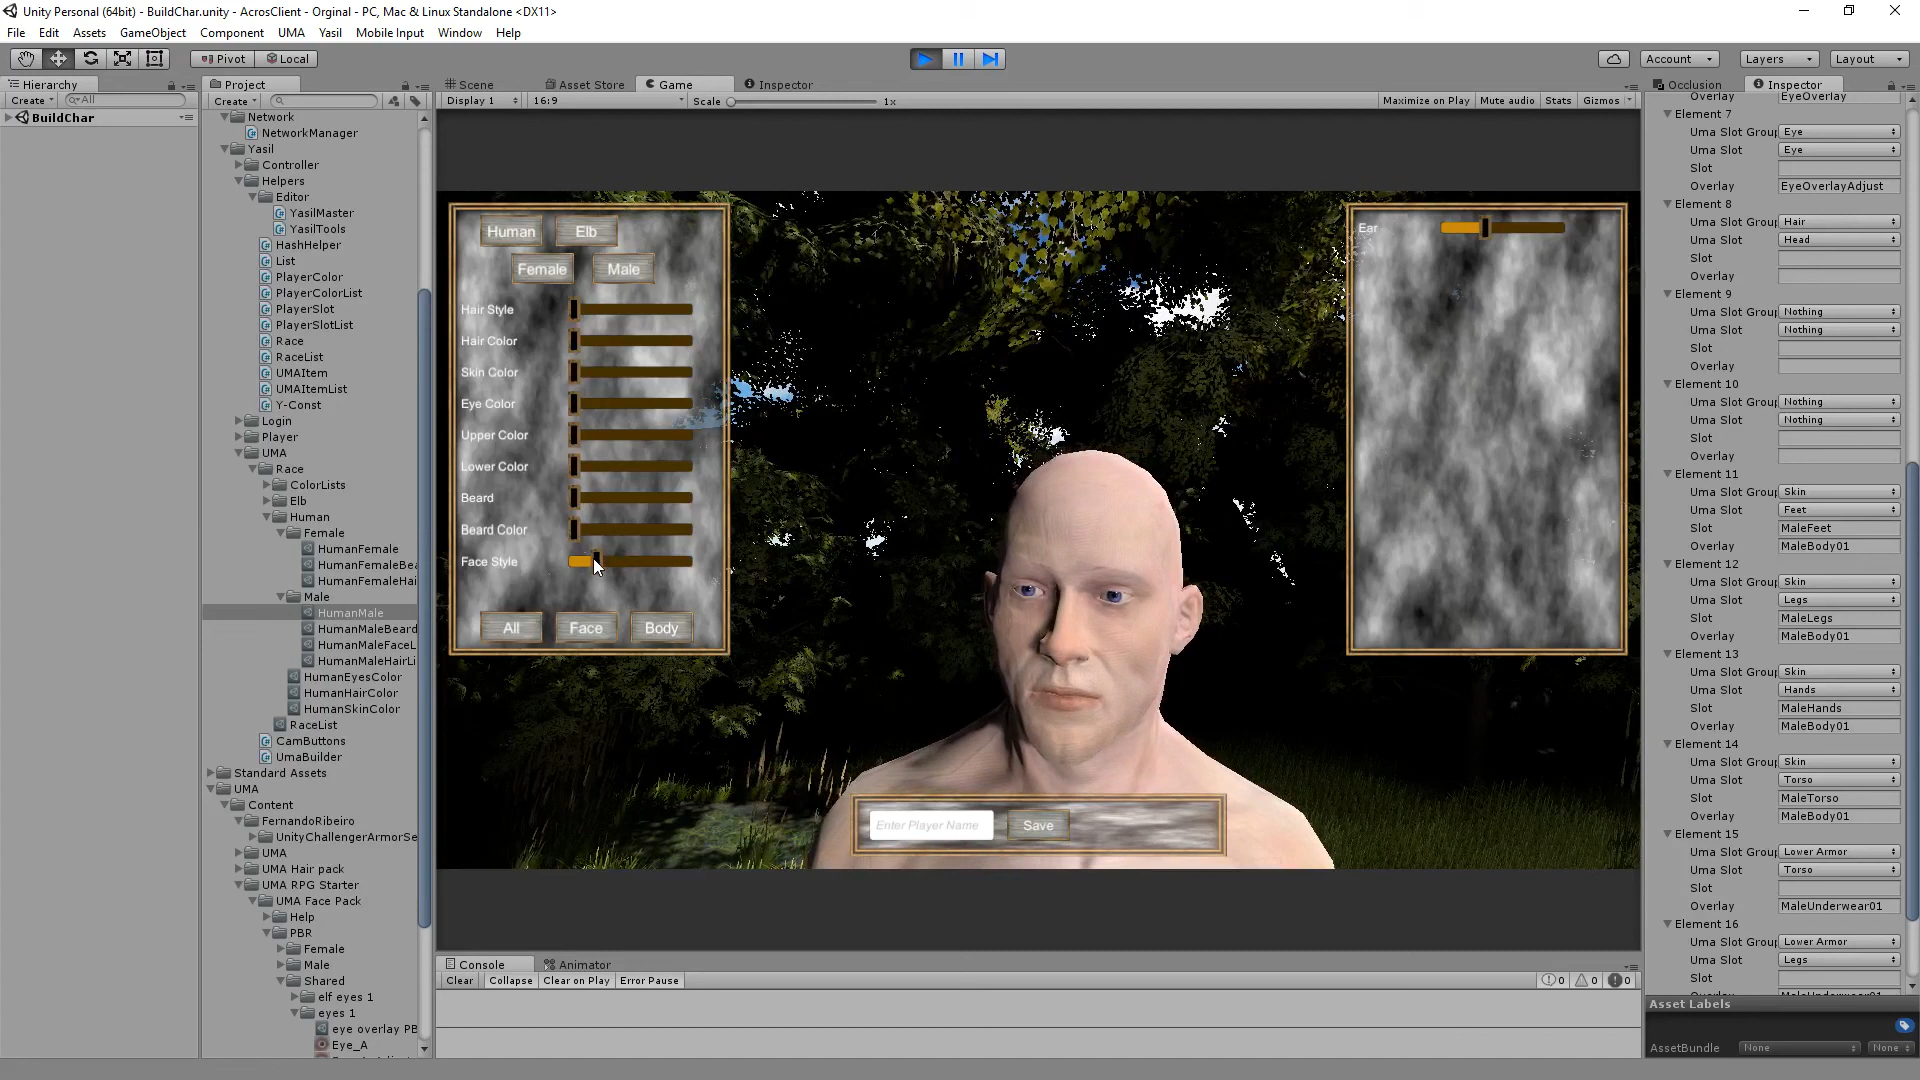 Unity Personal (64bit) - BuildChar.unity - AcrosClient - Orginal - PC, Mac & Linux Standalone <DX11>
File Edit Assets GameObject Component UMA Yasil Mobile Input Window Help
Pivot Local Account Layers Layout
Hierarchy
Create All
BuildChar
Project
Create
Network
NetworkManager
Yasil
Controller
Helpers
Editor
YasilMaster
YasilTools
HashHelper
List
PlayerColor
PlayerColorList
PlayerSlot
PlayerSlotList
Race
RaceList
UMAItem
UMAItemList
Y-Const
Login
Player
UMA
Race
ColorLists
Elb
Human
Female
HumanFemale
HumanFemaleBea
HumanFemaleHai
Male
HumanMale
HumanMaleBeard
HumanMaleFaceL
HumanMaleHairLi
HumanEyesColor
HumanHairColor
HumanSkinColor
RaceList
CamButtons
UmaBuilder
Standard Assets
UMA
Content
FernandoRibeiro
UnityChallengerArmorSe
UMA
UMA Hair pack
UMA RPG Starter
UMA Face Pack
Help
PBR
Female
Male
Shared
elf eyes 1
eyes 1
eye overlay PB
Eye_A
Scene Asset Store Game Inspector
Display 1 16:9 Scale 1x Maximize on Play Mute audio Stats Gizmos
Human Elb
Female Male
Hair Style
Hair Color
Skin Color
Eye Color
Upper Color
Lower Color
Beard
Beard Color
Face Style
All Face Body
Ear
Enter Player Name Save
Console Animator
Clear Collapse Clear on Play Error Pause 0 0 0
Occlusion Inspector
Overlay EyeOverlay
Element 7
Uma Slot Group Eye
Uma Slot Eye
Slot
Overlay EyeOverlayAdjust
Element 8
Uma Slot Group Hair
Uma Slot Head
Slot
Overlay
Element 9
Uma Slot Group Nothing
Uma Slot Nothing
Slot
Overlay
Element 10
Uma Slot Group Nothing
Uma Slot Nothing
Slot
Overlay
Element 11
Uma Slot Group Skin
Uma Slot Feet
Slot MaleFeet
Overlay MaleBody01
Element 12
Uma Slot Group Skin
Uma Slot Legs
Slot MaleLegs
Overlay MaleBody01
Element 13
Uma Slot Group Skin
Uma Slot Hands
Slot MaleHands
Overlay MaleBody01
Element 14
Uma Slot Group Skin
Uma Slot Torso
Slot MaleTorso
Overlay MaleBody01
Element 15
Uma Slot Group Lower Armor
Uma Slot Torso
Slot
Overlay MaleUnderwear01
Element 16
Uma Slot Group Lower Armor
Uma Slot Legs
Slot
Asset Labels
AssetBundle None None